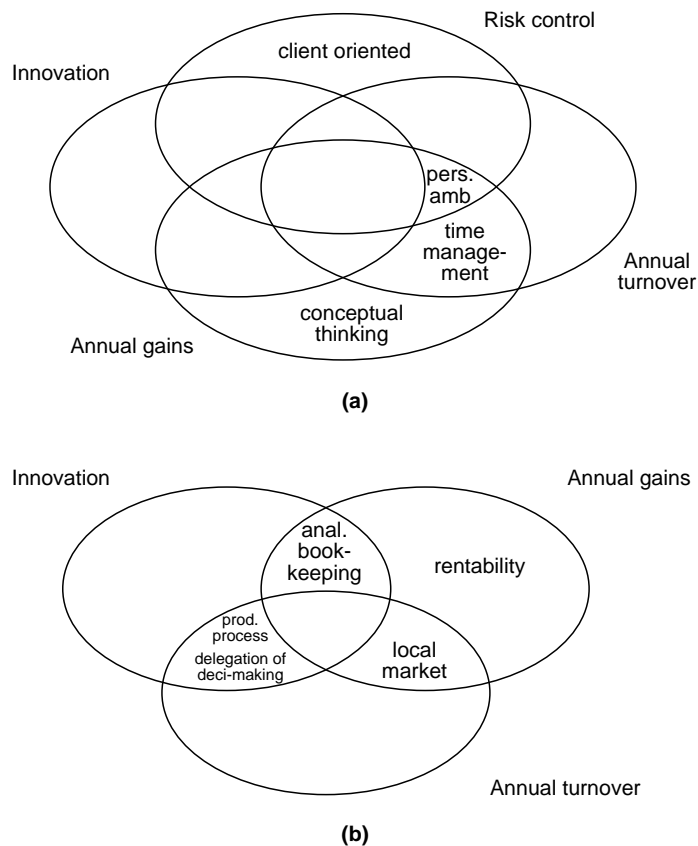 Risk control
client oriented
Innovation
pers.
amb
time
manage-
ment
Annual
turnover
conceptual
thinking
Annual gains
(a)
Innovation
Annual gains
anal.
book-
keeping
rentability
prod.
process
delegation of
deci-making
local
market
Annual turnover
(b)